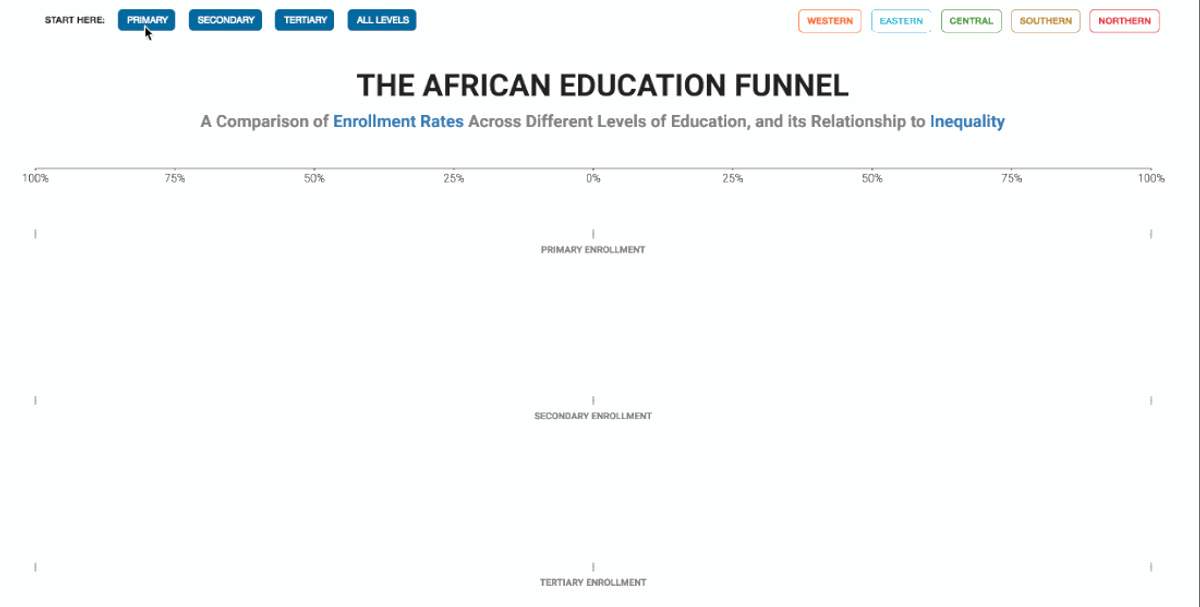 START HERE: PRIMARY SECONDARY TERTIARY ALL LEVELS WESTERN EASTERN CENTRAL SOUTHERN NORTHERN
THE AFRICAN EDUCATION FUNNEL
A Comparison of Enrollment Rates Across Different Levels of Education, and its Relationship to Inequality
100% 75% 50% 25% 0% 25% 50% 75% 100%
PRIMARY ENROLLMENT
SECONDARY ENROLLMENT
TERTIARY ENROLLMENT